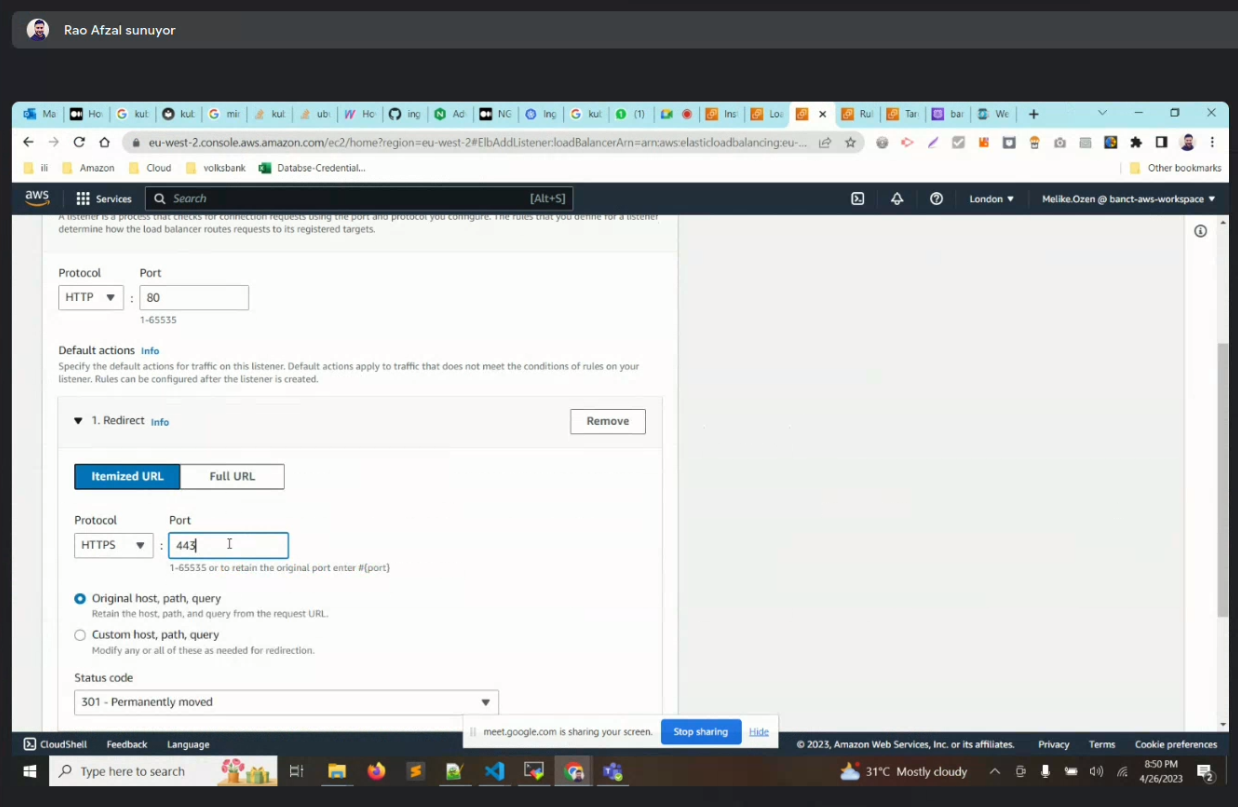 Rao Afzal sunuyor
Ma Ho kut kut mir kul ub: Ho ing Ad NG Ing kut (1) Ins Loa Rul Tar bar We
eu-west-2.console.aws.amazon.com/ec2/home?region=eu-west-2#ElbAddListener:loadBalancerArn=arn:aws:elasticloadbalancing:eu-...
ili Amazon Cloud volksbank Databse-Credential... Other bookmarks
aws Services Search [Alt+S] London Melike.Ozen @ banct-aws-workspace
A listener is a process that checks for connection requests using the port and protocol you configure. The rules that you define for a listener
determine how the load balancer routes requests to its registered targets.
Protocol Port
HTTP : 80
1-65535
Default actions Info
Specify the default actions for traffic on this listener. Default actions apply to traffic that does not meet the conditions of rules on your
listener. Rules can be configured after the listener is created.
1. Redirect Info Remove
Itemized URL Full URL
Protocol Port
HTTPS : 443
1-65535 or to retain the original port enter #{port}
Original host, path, query
Retain the host, path, and query from the request URL.
Custom host, path, query
Modify any or all of these as needed for redirection.
Status code
301 - Permanently moved
meet.google.com is sharing your screen. Stop sharing Hide
CloudShell Feedback Language © 2023, Amazon Web Services, Inc. or its affiliates. Privacy Terms Cookie preferences
Type here to search 31°C Mostly cloudy 8:50 PM
4/26/2023 2